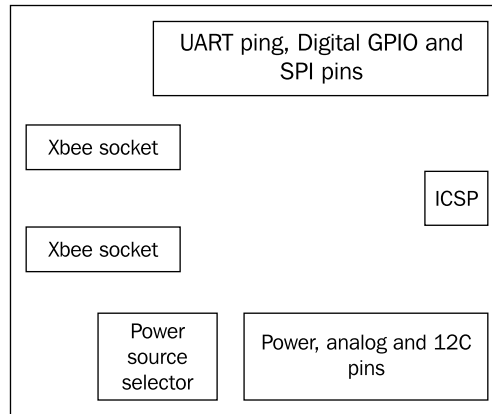 UART ping, Digital GPIO and
SPI pins
Xbee socket
ICSP
Xbee socket
Power
source
selector
Power, analog and 12C
pins